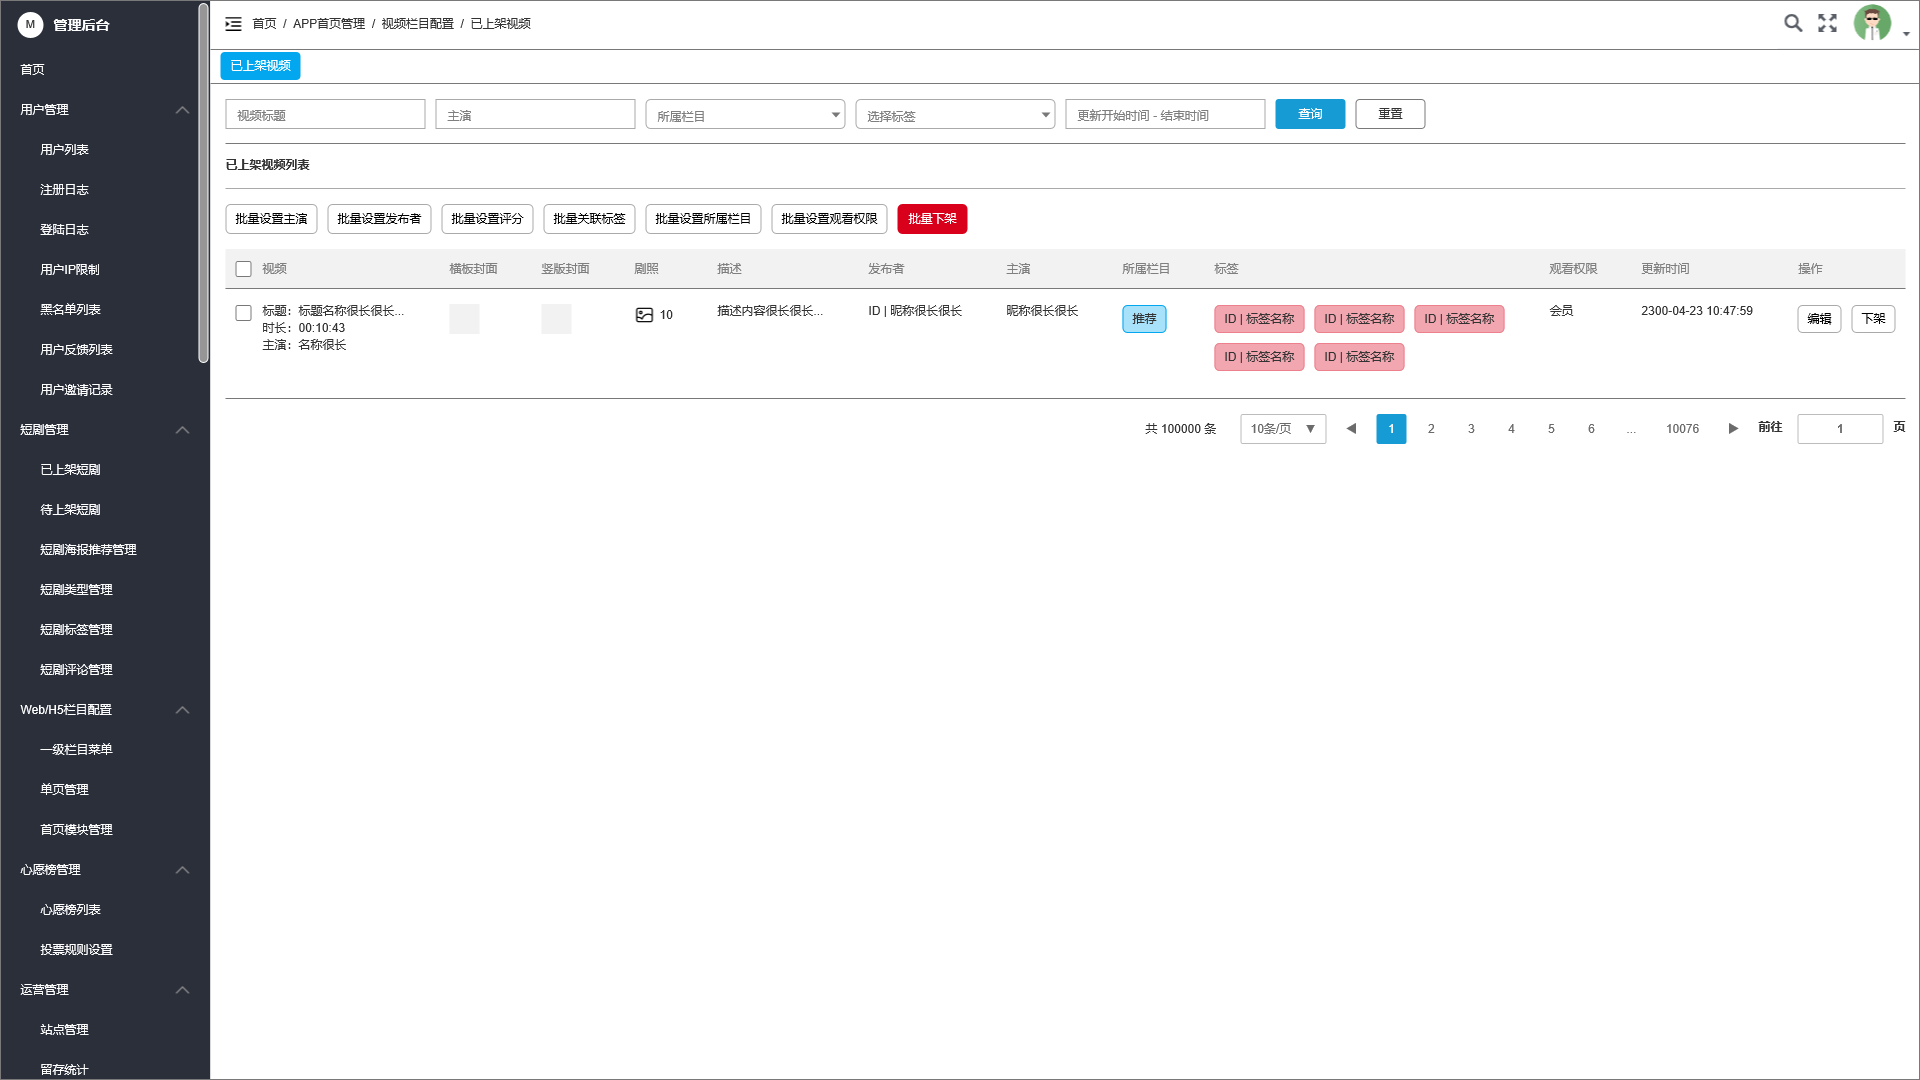 M 管理后台
首页
用户管理
用户列表
注册日志
登陆日志
用户IP限制
黑名单列表
用户反馈列表
用户邀请记录
短剧管理
已上架短剧
待上架短剧
短剧海报推荐管理
短剧类型管理
短剧标签管理
短剧评论管理
Web/H5栏目配置
一级栏目菜单
单页管理
首页模块管理
心愿榜管理
心愿榜列表
投票规则设置
运营管理
站点管理
留存统计
首页 / APP首页管理 / 视频栏目配置 / 已上架视频
已上架视频
视频标题 主演 所属栏目 选择标签 更新开始时间 - 结束时间 查询 重置
已上架视频列表
批量设置主演 批量设置发布者 批量设置评分 批量关联标签 批量设置所属栏目 批量设置观看权限 批量下架
视频 横板封面 竖版封面 剧照 描述 发布者 主演 所属栏目 标签 观看权限 更新时间 操作
标题：标题名称很长很长... 10 描述内容很长很长... ID | 昵称很长很长 昵称很长很长 推荐 ID | 标签名称 ID | 标签名称 ID | 标签名称 会员 2300-04-23 10:47:59 编辑 下架
时长：00:10:43
主演：名称很长 ID | 标签名称 ID | 标签名称
共 100000 条 10条/页 ▼ ◀ 1 2 3 4 5 6 ... 10076 ▶ 前往 1 页